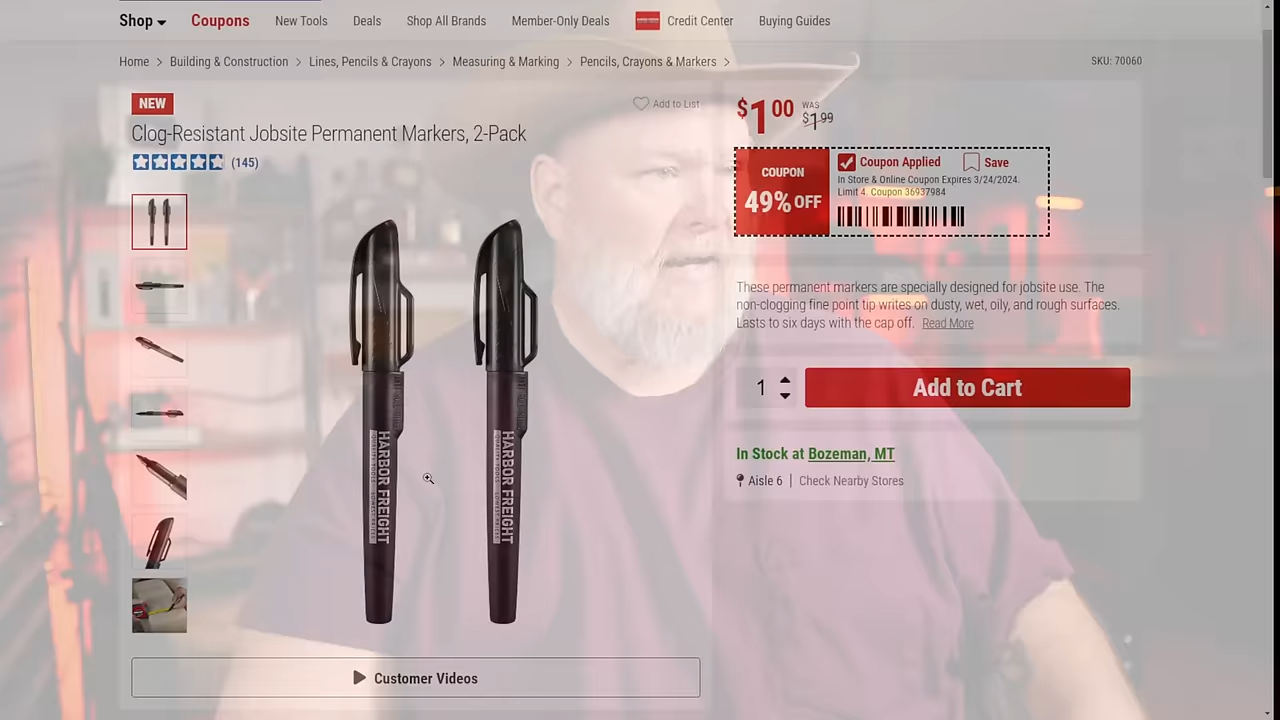 Shop
Coupons
New Tools
Deals
Shop All Brands
Member-Only Deals
Credit Center
Buying Guides
Home > Building & Construction > Lines, Pencils & Crayons > Measuring & Marking > Pencils, Crayons & Markers >
SKU: 70060
NEW
Add to List
Clog-Resistant Jobsite Permanent Markers, 2-Pack
(145)
$1 00
WAS
$1.99
COUPON
49% OFF
Coupon Applied
Save
In Store & Online Coupon Expires 3/24/2024.
Limit 4. Coupon 36937984
These permanent markers are specially designed for jobsite use. The
non-clogging fine point tip writes on dusty, wet, oily, and rough surfaces.
Lasts to six days with the cap off. Read More
1
Add to Cart
In Stock at Bozeman, MT
Aisle 6 | Check Nearby Stores
HARBOR FREIGHT
HARBOR FREIGHT
Customer Videos